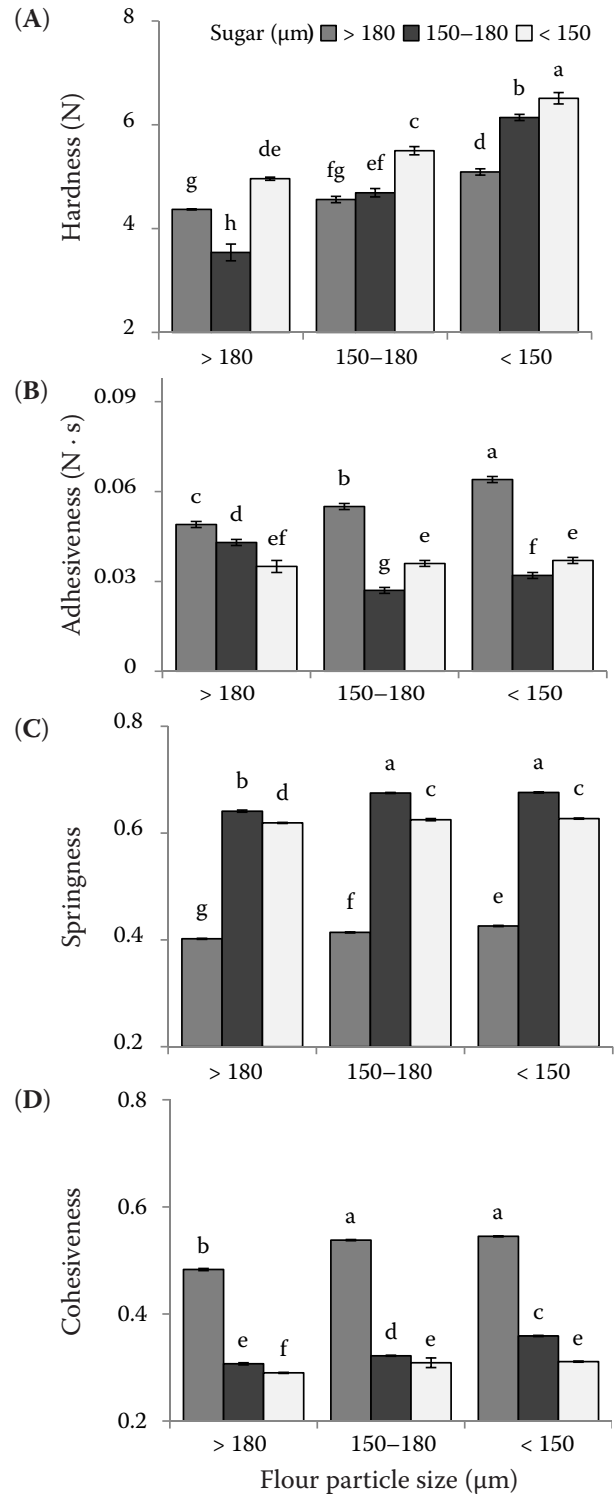 (A)
Sugar (μm) > 180 150–180 < 150
Hardness (N)
8
6
4
2
g
h
de
fg
ef
c
d
b
a
> 180 150–180 < 150
(B)
Adhesiveness (N · s)
0.09
0.06
0.03
0
c
d
ef
b
g
e
a
f
e
> 180 150–180 < 150
(C)
Springness
0.8
0.6
0.4
0.2
g
b
d
f
a
c
e
a
c
> 180 150–180 < 150
(D)
Cohesiveness
0.8
0.6
0.4
0.2
b
e
f
a
d
e
a
c
e
> 180 150–180 < 150
Flour particle size (μm)